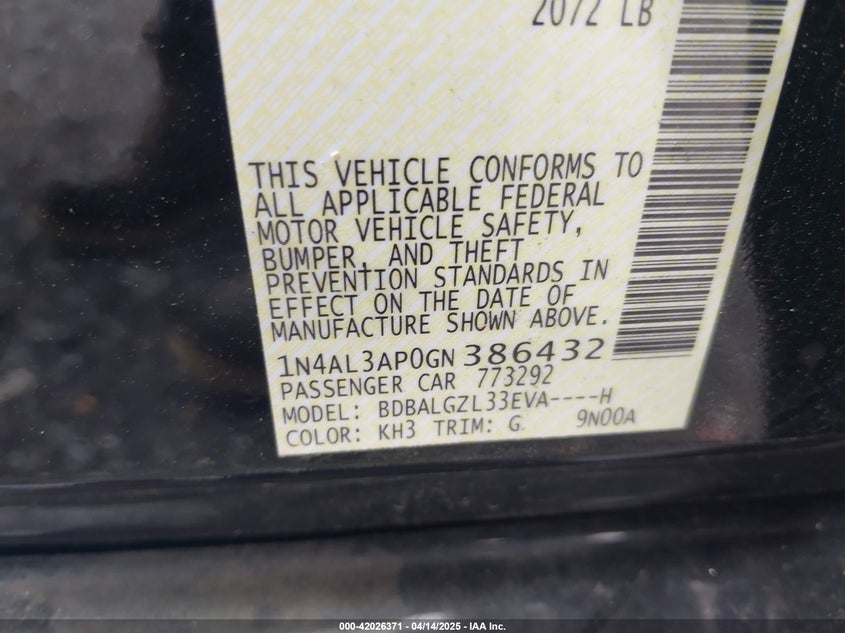 2072 LB
THIS VEHICLE CONFORMS TO
ALL APPLICABLE FEDERAL
MOTOR VEHICLE SAFETY,
BUMPER, AND THEFT
PREVENTION STANDARDS IN
EFFECT ON THE DATE OF
MANUFACTURE SHOWN ABOVE.
1N4AL3AP0GN 386432
PASSENGER CAR 773292
MODEL: BDBALGZL33EVA----H
COLOR: KH3 TRIM: G 9N00A
000-42026371 - 04/14/2025 - IAA Inc.